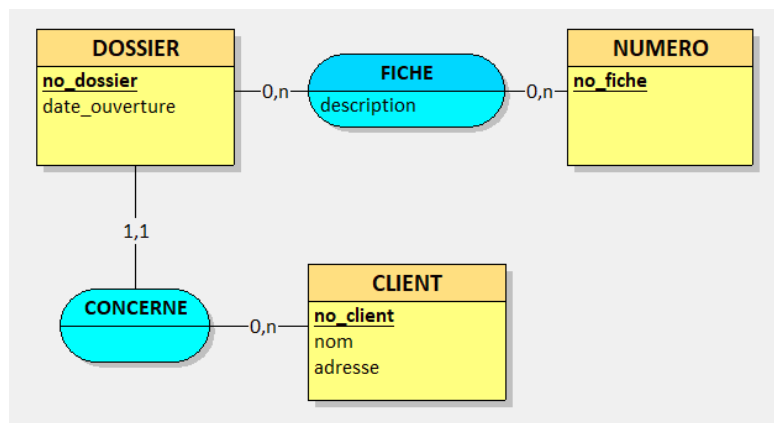 DOSSIER
no_dossier
date_ouverture
0,n
FICHE
description
0,n
NUMERO
no_fiche
1,1
CONCERNE
0,n
CLIENT
no_client
nom
adresse